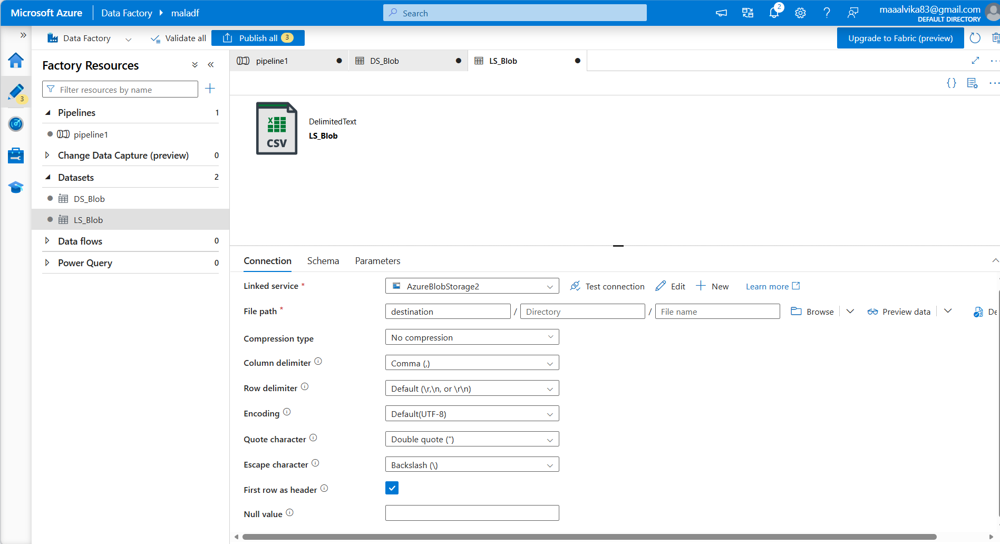 Microsoft Azure Data Factory maladf Search 2 maaalvika83@gmail.com
DEFAULT DIRECTORY
Data Factory Validate all Publish all 3 Upgrade to Fabric (preview)
Factory Resources
Filter resources by name
3
Pipelines 1
pipeline1
Change Data Capture (preview) 0
Datasets 2
DS_Blob
LS_Blob
Data flows 0
Power Query 0
pipeline1 DS_Blob LS_Blob
{}
X
CSV
DelimitedText
LS_Blob
Connection Schema Parameters
Linked service * AzureBlobStorage2 Test connection Edit New Learn more
File path * destination / Directory / File name Browse Preview data De
Compression type No compression
Column delimiter Comma (,)
Row delimiter Default (\r,\n, or \r\n)
Encoding Default(UTF-8)
Quote character Double quote (")
Escape character Backslash (\)
First row as header
Null value